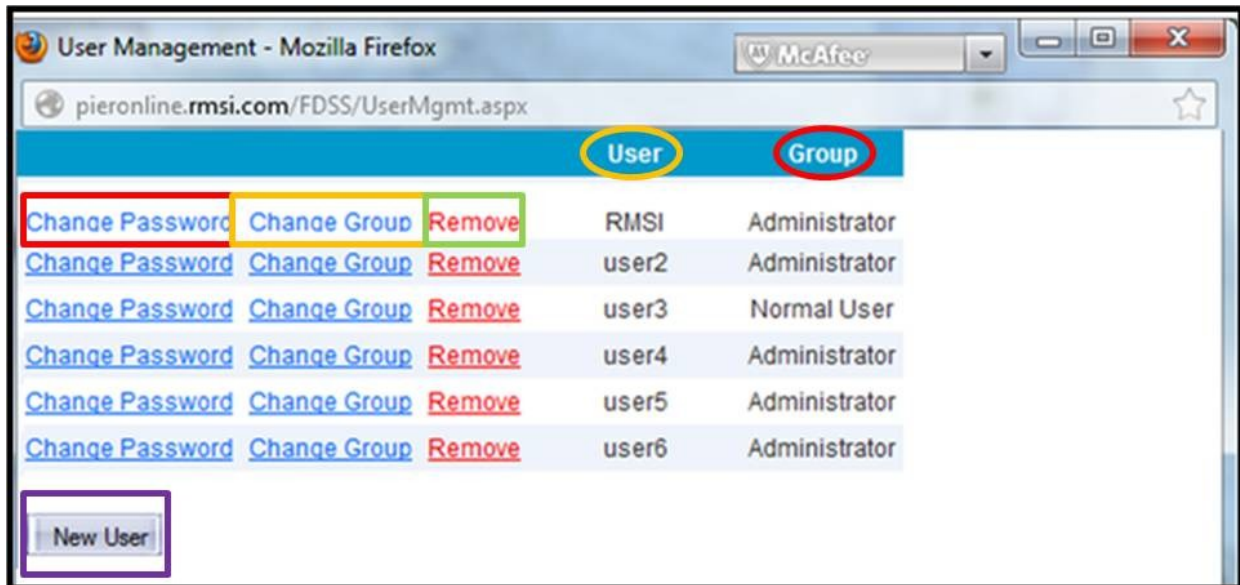 User Management - Mozilla Firefox McAfee
pieronline.rmsi.com/FDSS/UserMgmt.aspx
User Group
Change Password Change Group Remove RMSI Administrator
Change Password Change Group Remove user2 Administrator
Change Password Change Group Remove user3 Normal User
Change Password Change Group Remove user4 Administrator
Change Password Change Group Remove user5 Administrator
Change Password Change Group Remove user6 Administrator
New User